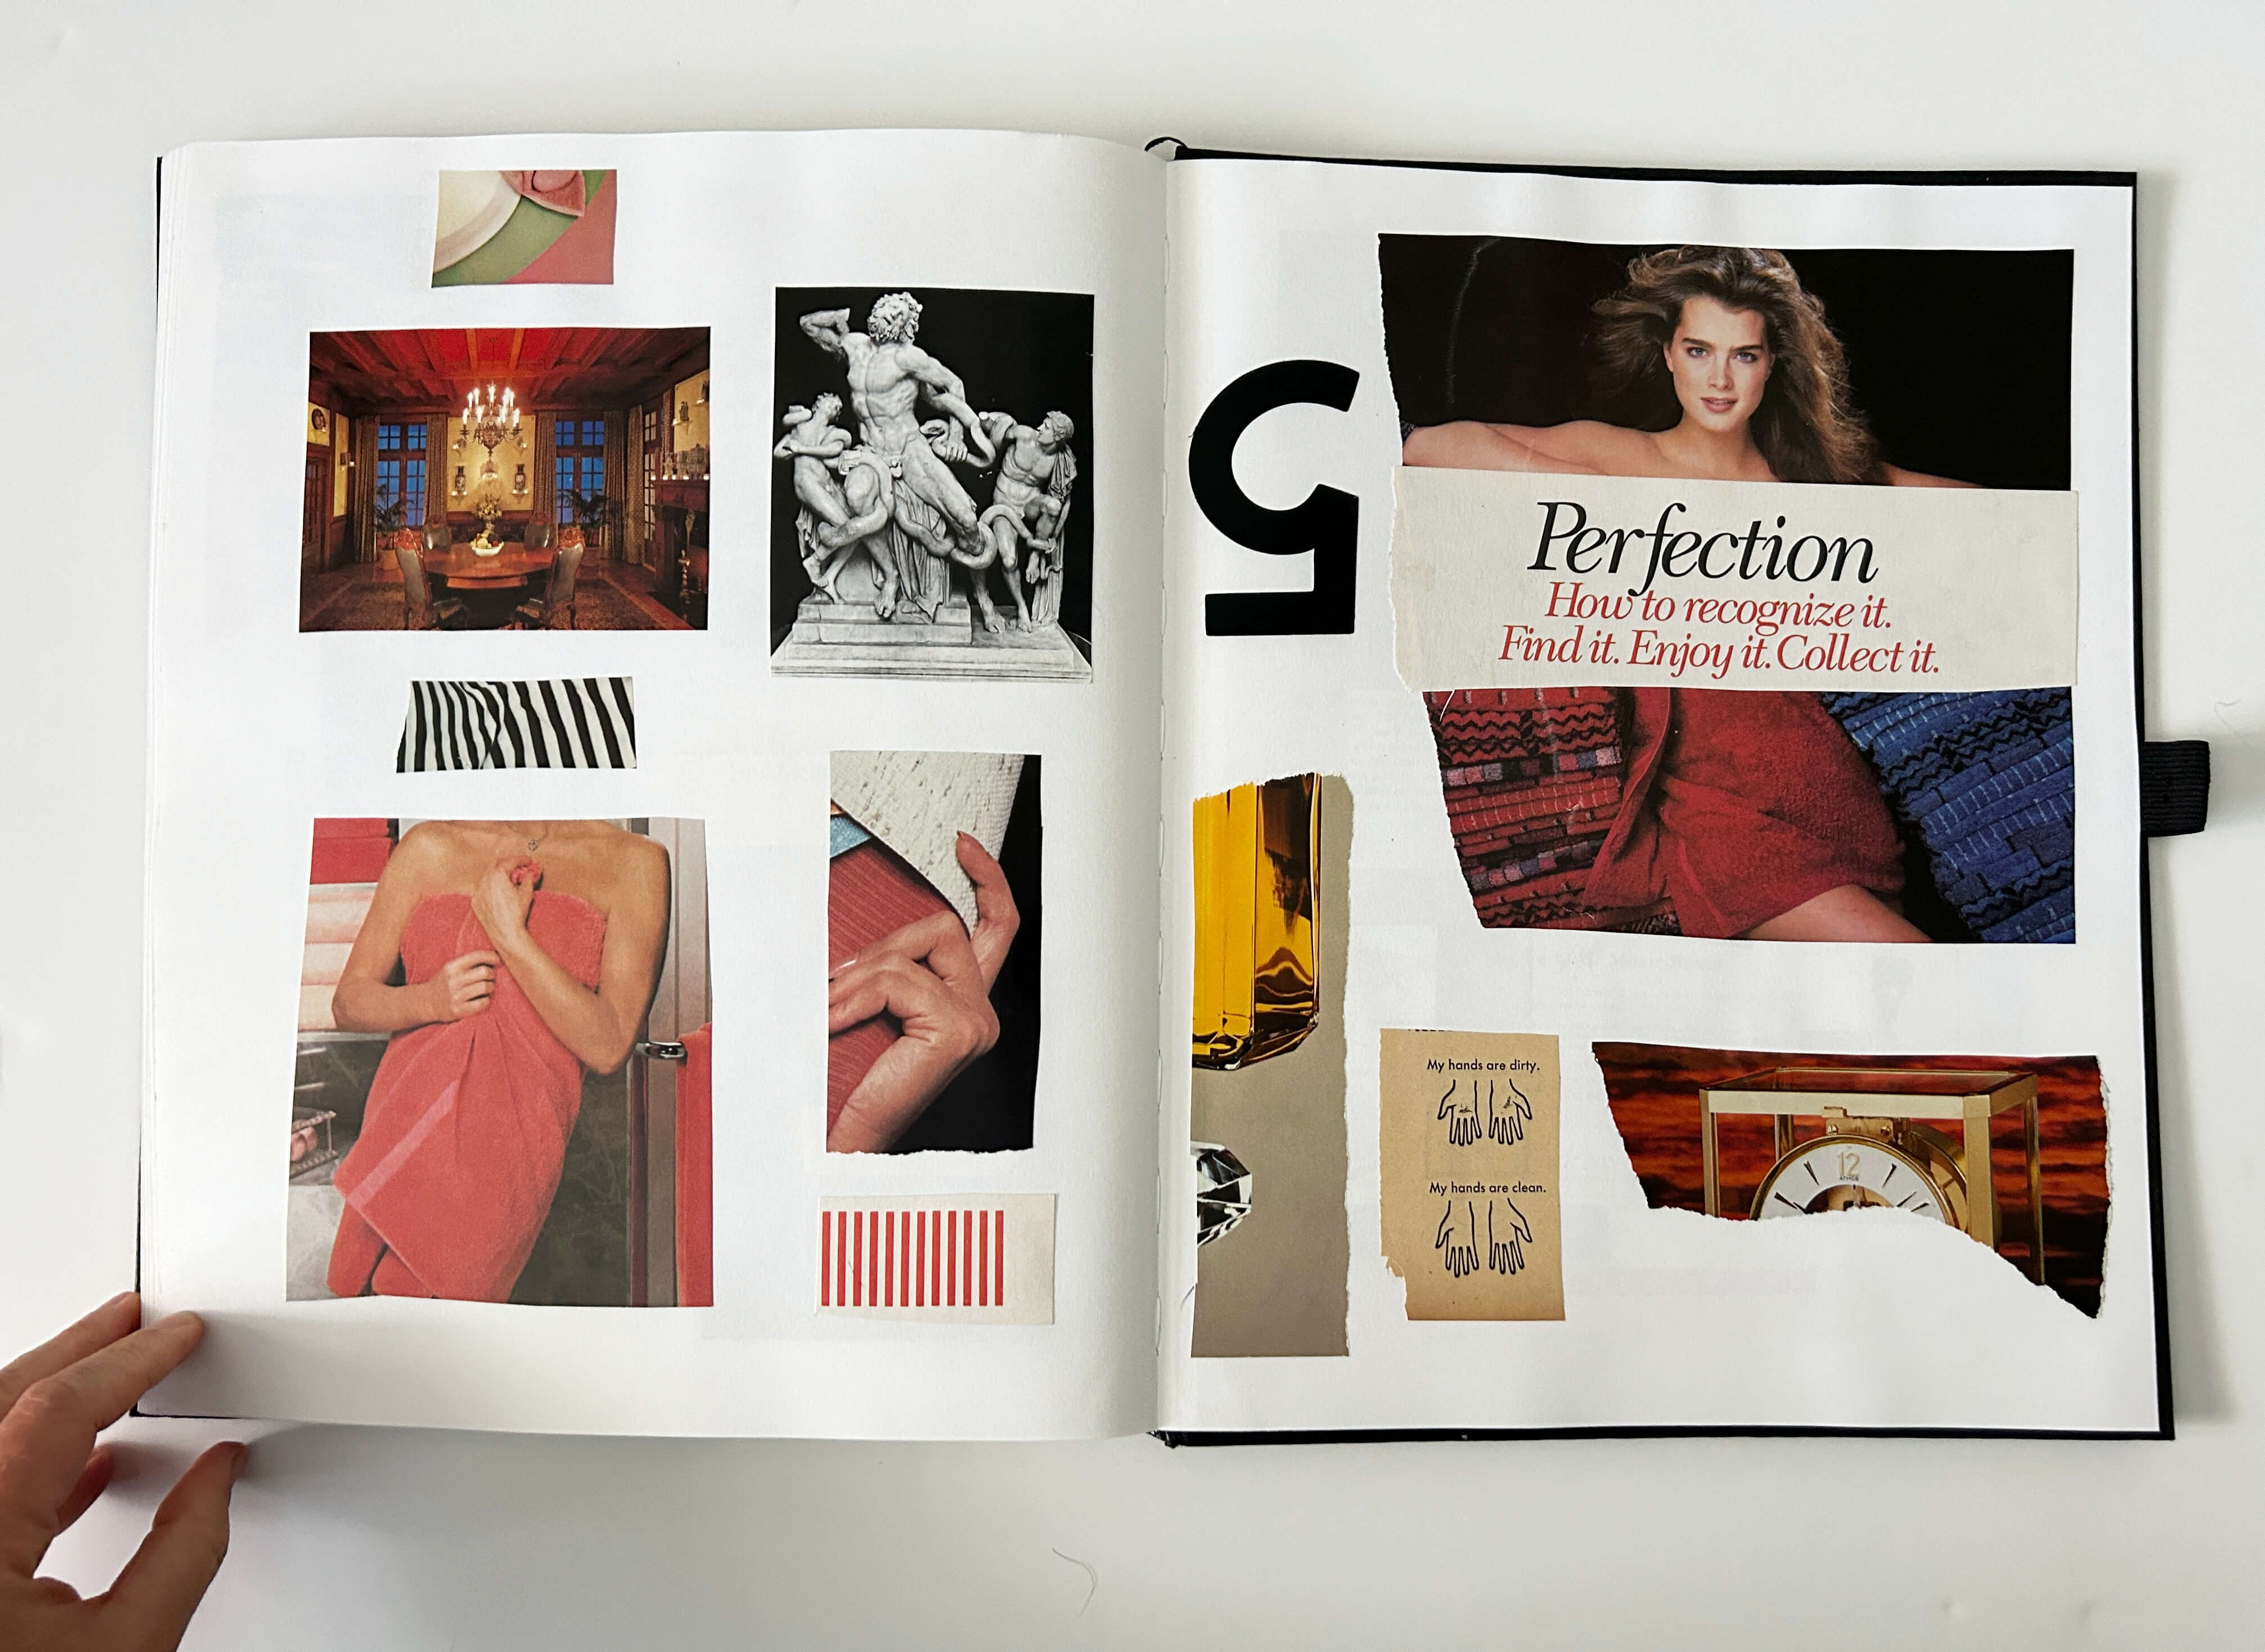 5
Perfection
How to recognize it.
Find it. Enjoy it. Collect it.
My hands are dirty.
My hands are clean.
12